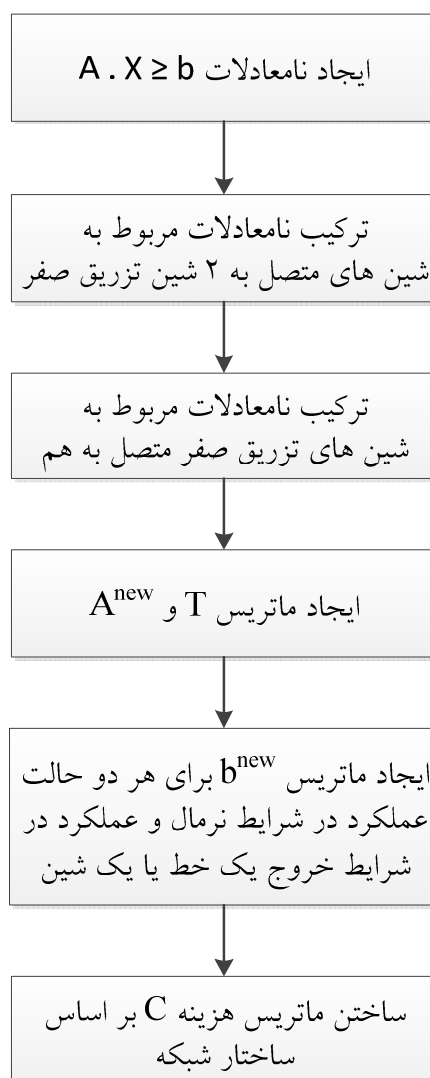 ایجاد نامعادلات A . X ≥ b
ترکیب نامعادلات مربوط به
شین های متصل به ۲ شین تزریق صفر
ترکیب نامعادلات مربوط به
شین های تزریق صفر متصل به هم
ایجاد ماتریس T و A^new
ایجاد ماتریس b^new برای هر دو حالت
عملکرد در شرایط نرمال و عملکرد در
شرایط خروج یک خط یا یک شین
ساختن ماتریس هزینه C بر اساس
ساختار شبکه